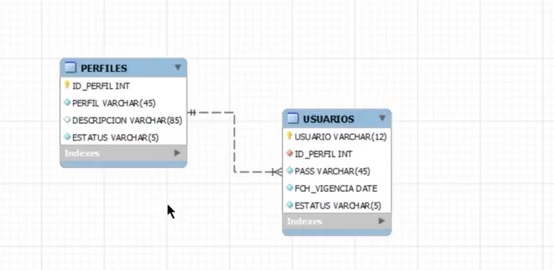 PERFILES
ID_PERFIL INT
PERFIL VARCHAR(45)
DESCRIPCION VARCHAR(85)
ESTATUS VARCHAR(5)
Indexes
USUARIOS
USUARIO VARCHAR(12)
ID_PERFIL INT
PASS VARCHAR(45)
FCH_VIGENCIA DATE
ESTATUS VARCHAR(5)
Indexes